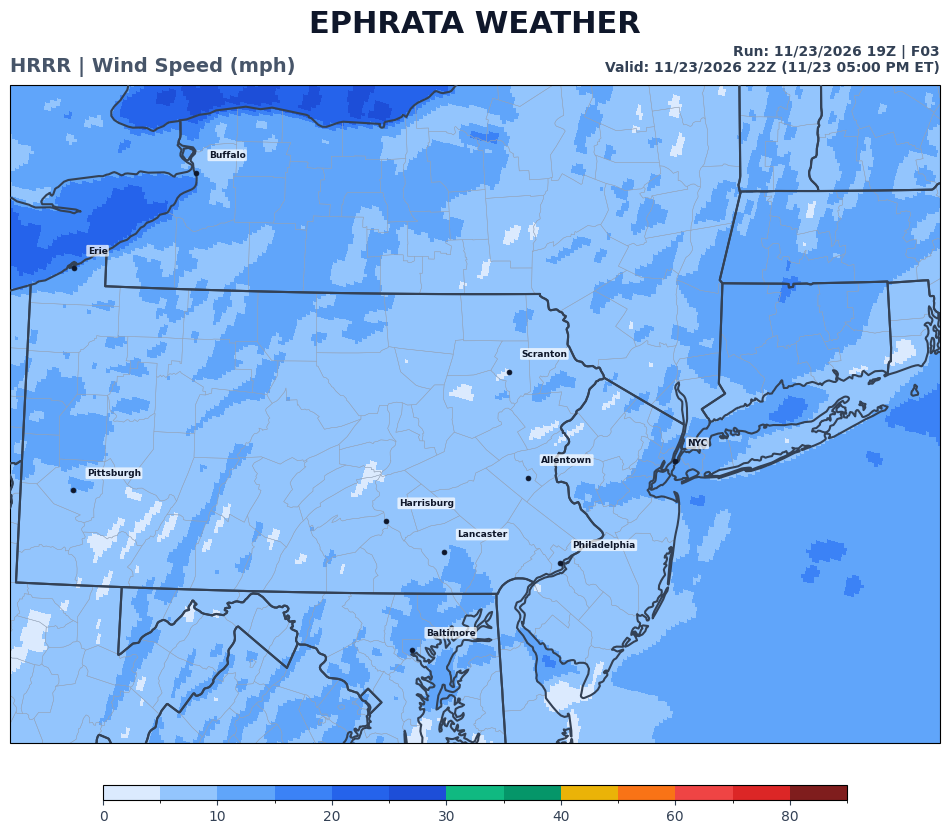 EPHRATA WEATHER
HRRR | Wind Speed (mph)
Run: 11/23/2026 19Z | F03
Valid: 11/23/2026 22Z (11/23 05:00 PM ET)
Buffalo
Erie
Scranton
NYC
Allentown
Pittsburgh
Harrisburg
Lancaster
Philadelphia
Baltimore
0 10 20 30 40 60 80